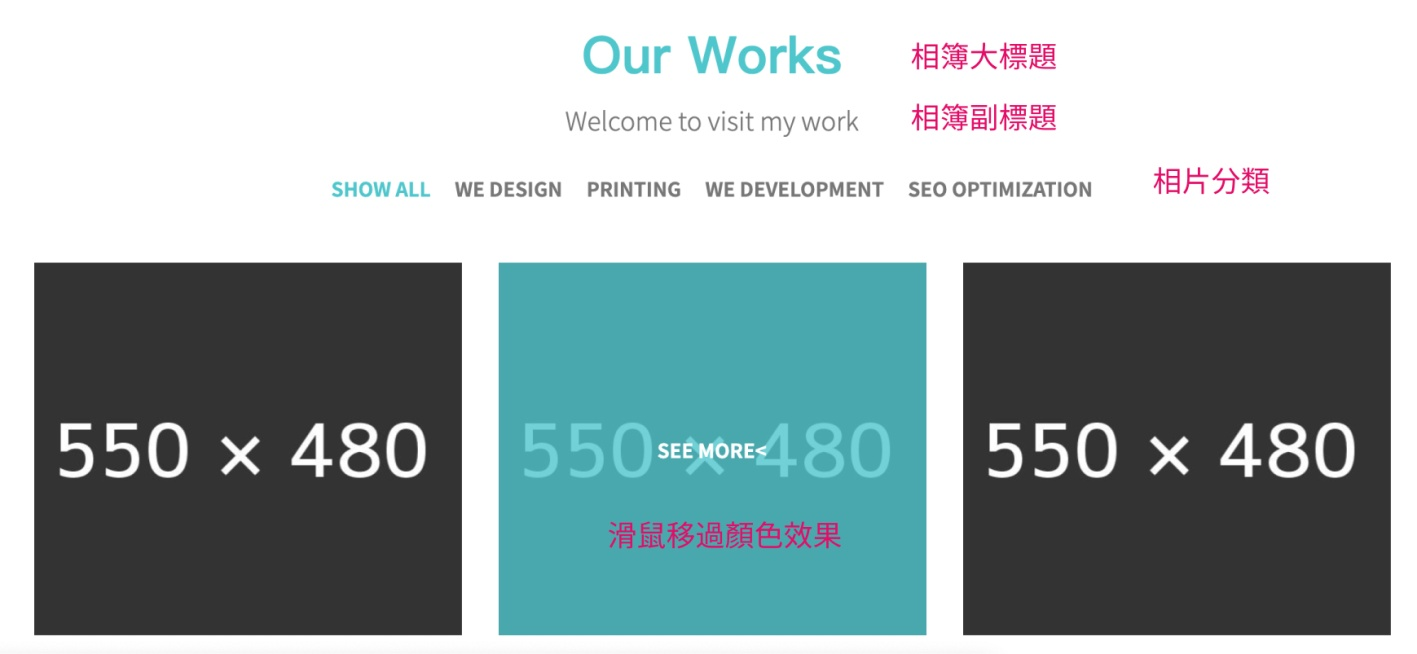 Our Works 相簿大標題
Welcome to visit my work 相簿副標題
SHOW ALL WE DESIGN PRINTING WE DEVELOPMENT SEO OPTIMIZATION 相片分類
550 × 480 550 × 480 550 × 480
SEE MORE<
滑鼠移過顏色效果